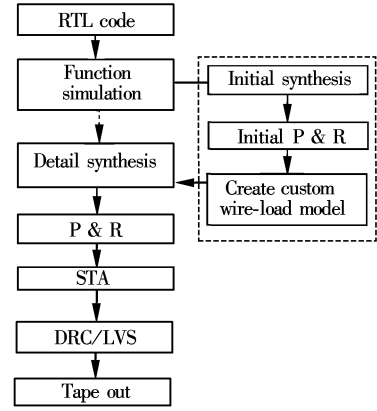 RTL code
Function
simulation
Initial synthesis
Initial P & R
Detail synthesis
Create custom
wire-load model
P & R
STA
DRC/LVS
Tape out